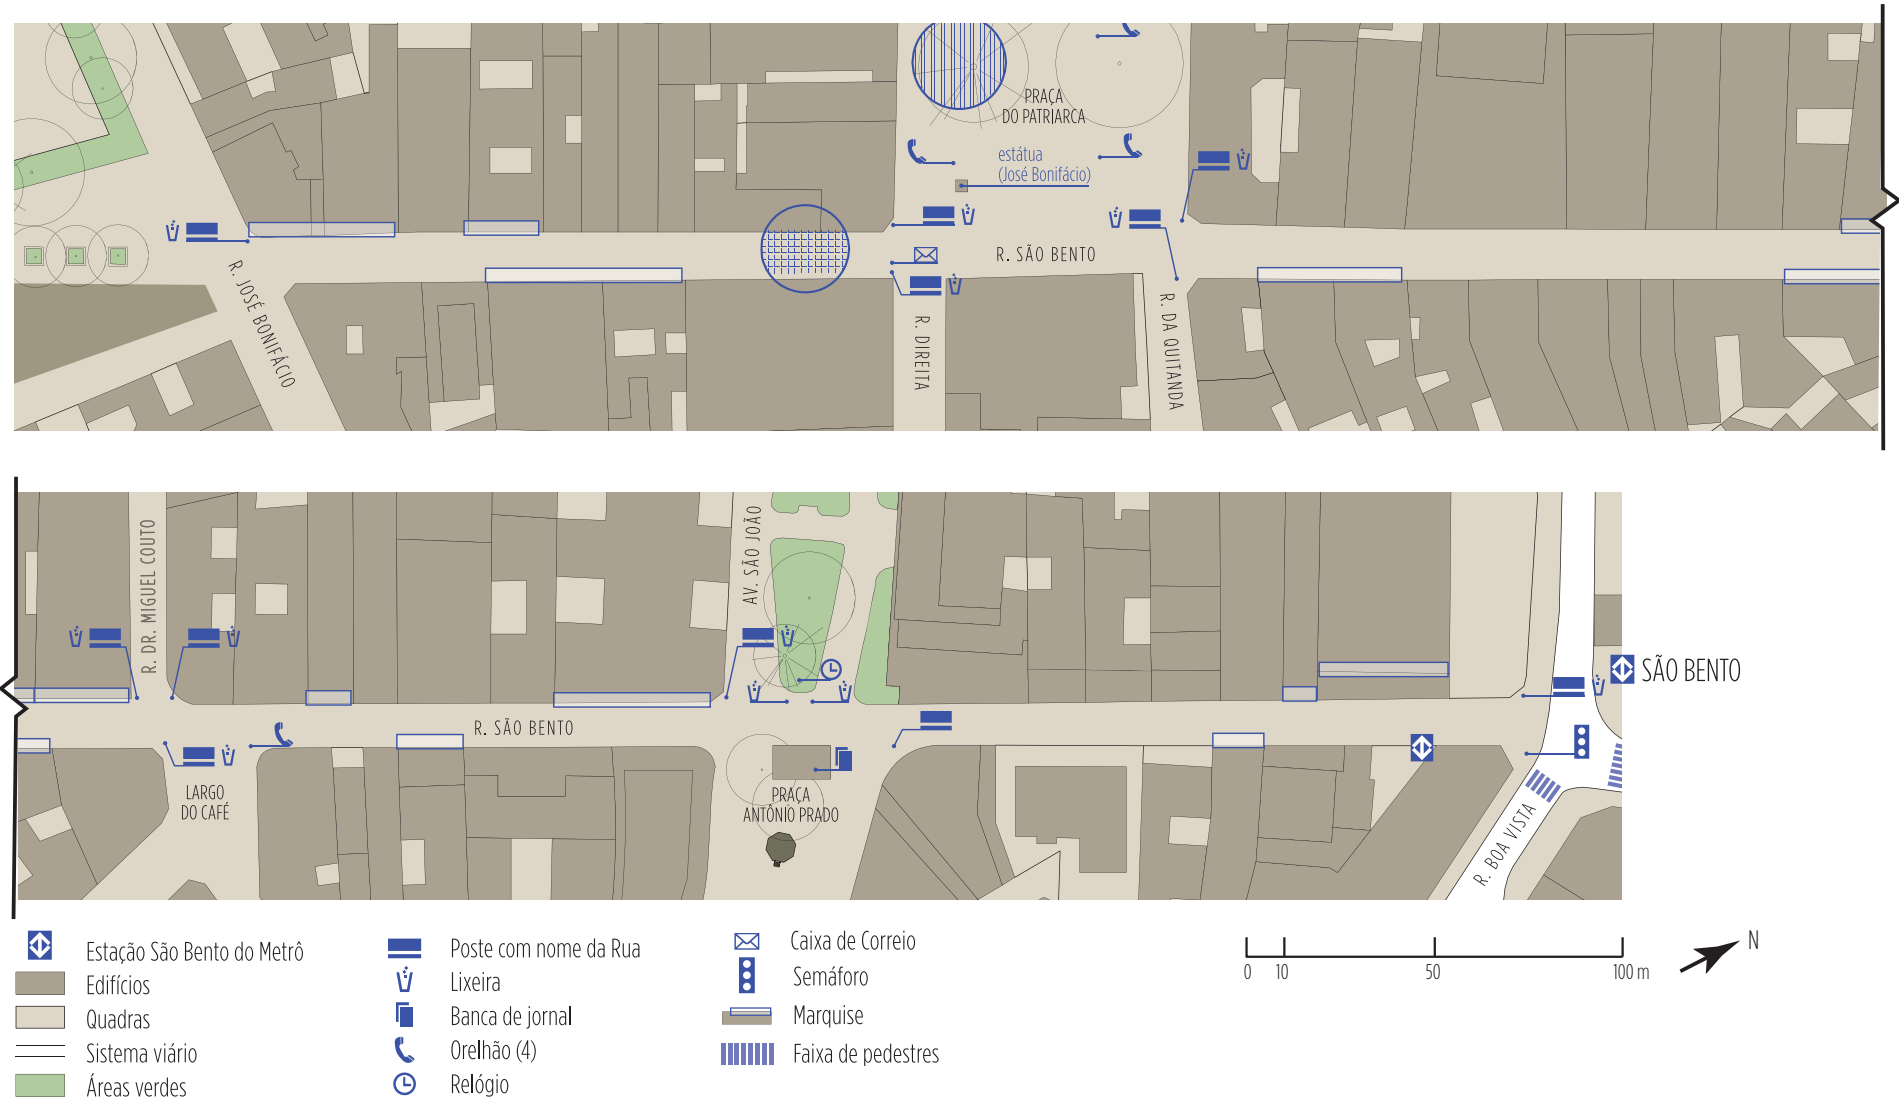 PRAÇA
DO PATRIARCA
estátua
(José Bonifácio)
R. SÃO BENTO
R. JOSÉ BONIFÁCIO
R. DIREITA
R. DA QUITANDA
R. DR. MIGUEL COUTO
AV. SÃO JOÃO
SÃO BENTO
R. SÃO BENTO
LARGO
DO CAFÉ
PRAÇA
ANTÔNIO PRADO
R. BOA VISTA
Estação São Bento do Metrô
Edifícios
Quadras
Sistema viário
Áreas verdes
Poste com nome da Rua
Lixeira
Banca de jornal
Orelhão (4)
Relógio
Caixa de Correio
Semáforo
Marquise
Faixa de pedestres
0 10 50 100 m
N